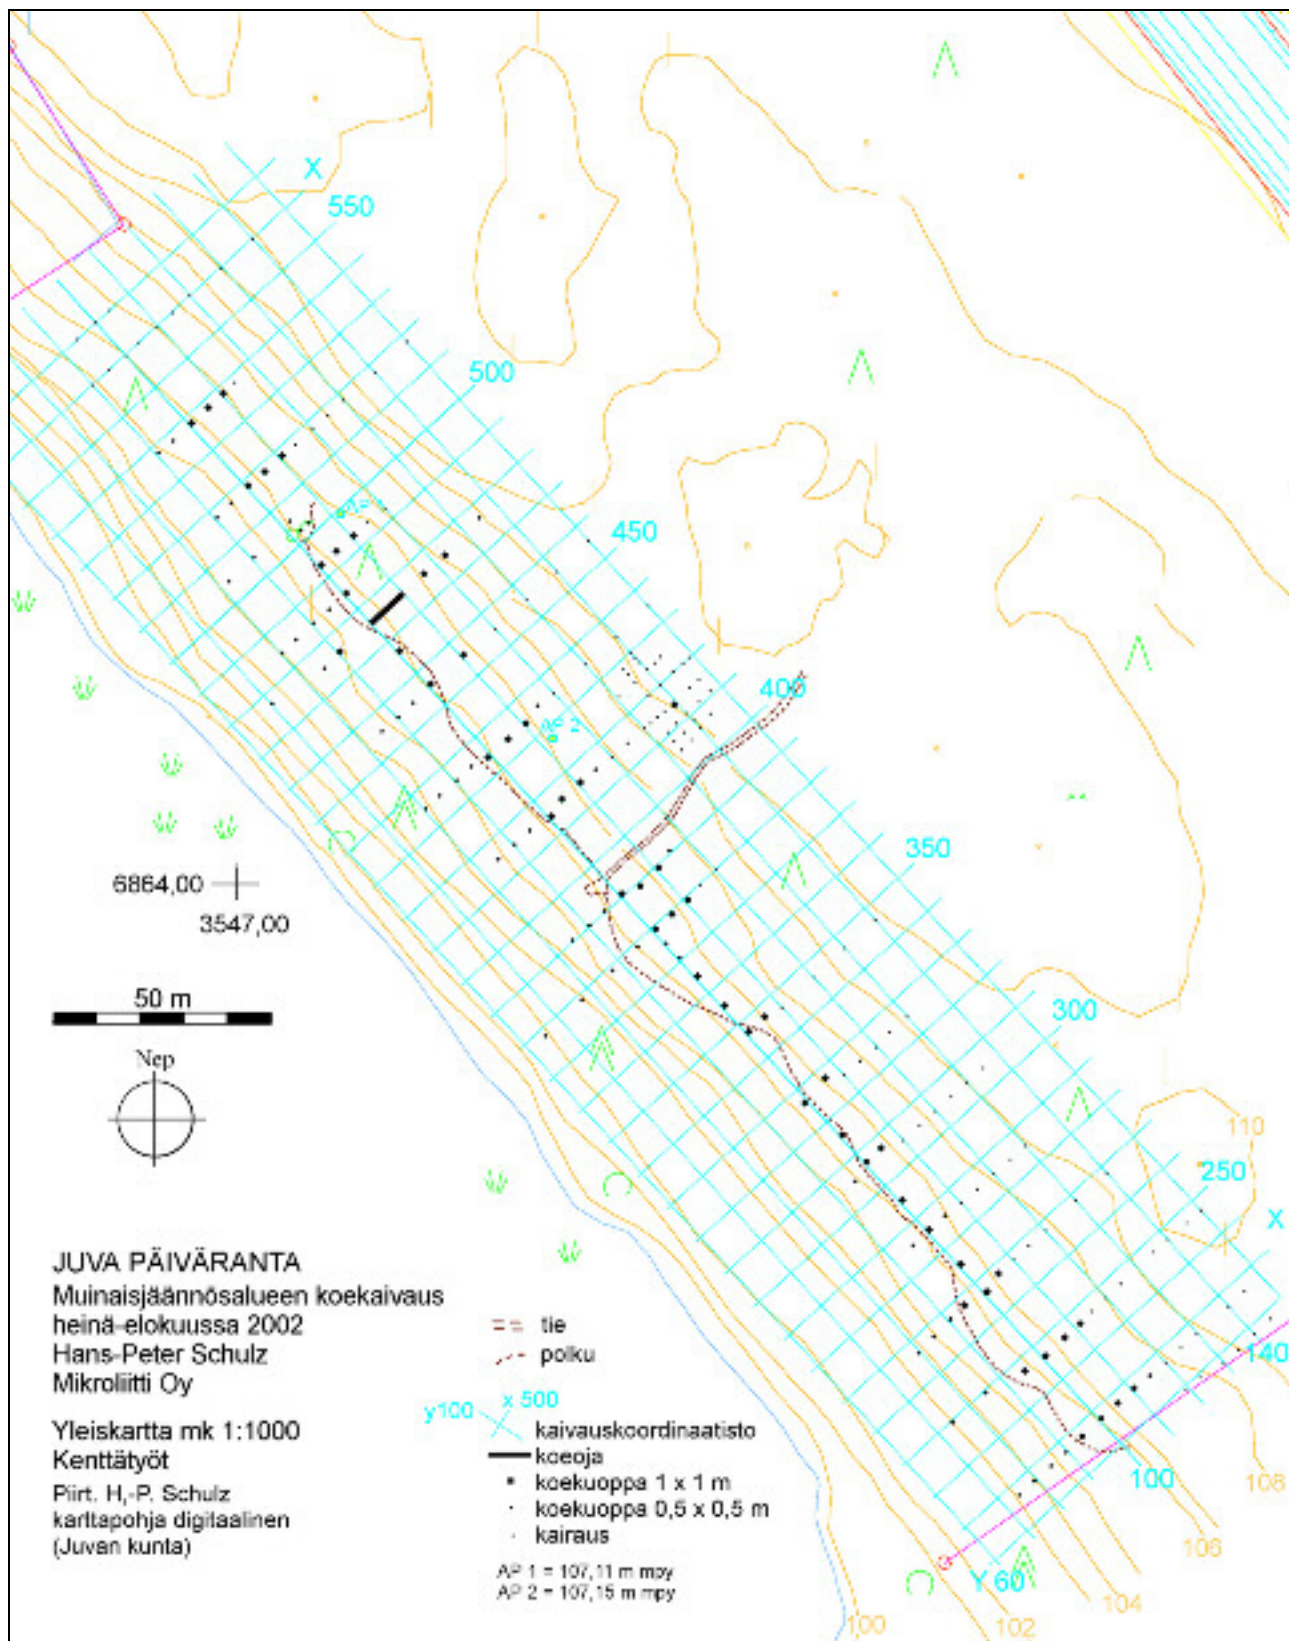 X
550
500
450
400
350
300
250
X
140
100
Y 60
110
108
106
104
102
100
AP 2
6864,00
3547,00
50 m
Nep
JUVA PÄIVÄRANTA
Muinaisjäännösalueen koekaivaus
heinä-elokuussa 2002
Hans-Peter Schulz
Mikroliitti Oy
Yleiskartta mk 1:1000
Kenttätyöt
Piirt. H,-P. Schulz
karttapohja digitaalinen
(Juvan kunta)
tie
polku
y100 x 500
kaivauskoordinaatisto
koeoja
koekuoppa 1 x 1 m
koekuoppa 0,5 x 0,5 m
kairaus
AP 1 = 107,11 m mpy
AP 2 = 107,15 m mpy